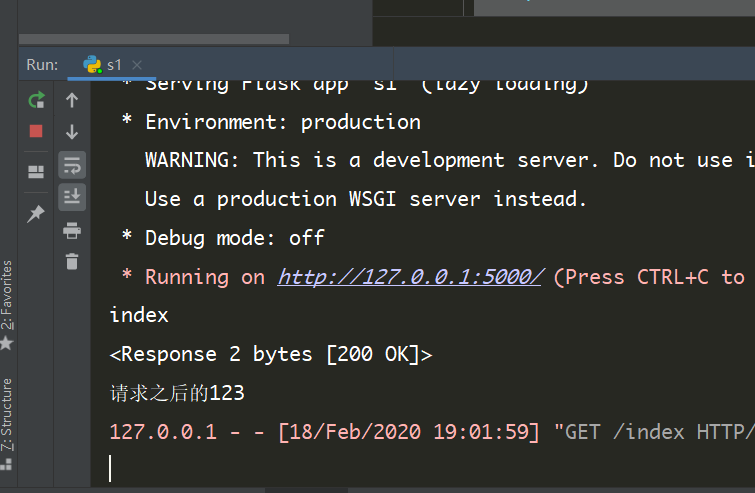 Run: s1
* Serving Flask app "s1" (lazy loading)
* Environment: production
WARNING: This is a development server. Do not use i
Use a production WSGI server instead.
* Debug mode: off
* Running on http://127.0.0.1:5000/ (Press CTRL+C to
index
<Response 2 bytes [200 OK]>
请求之后的123
127.0.0.1 - - [18/Feb/2020 19:01:59] "GET /index HTTP/
2: Favorites
7: Structure